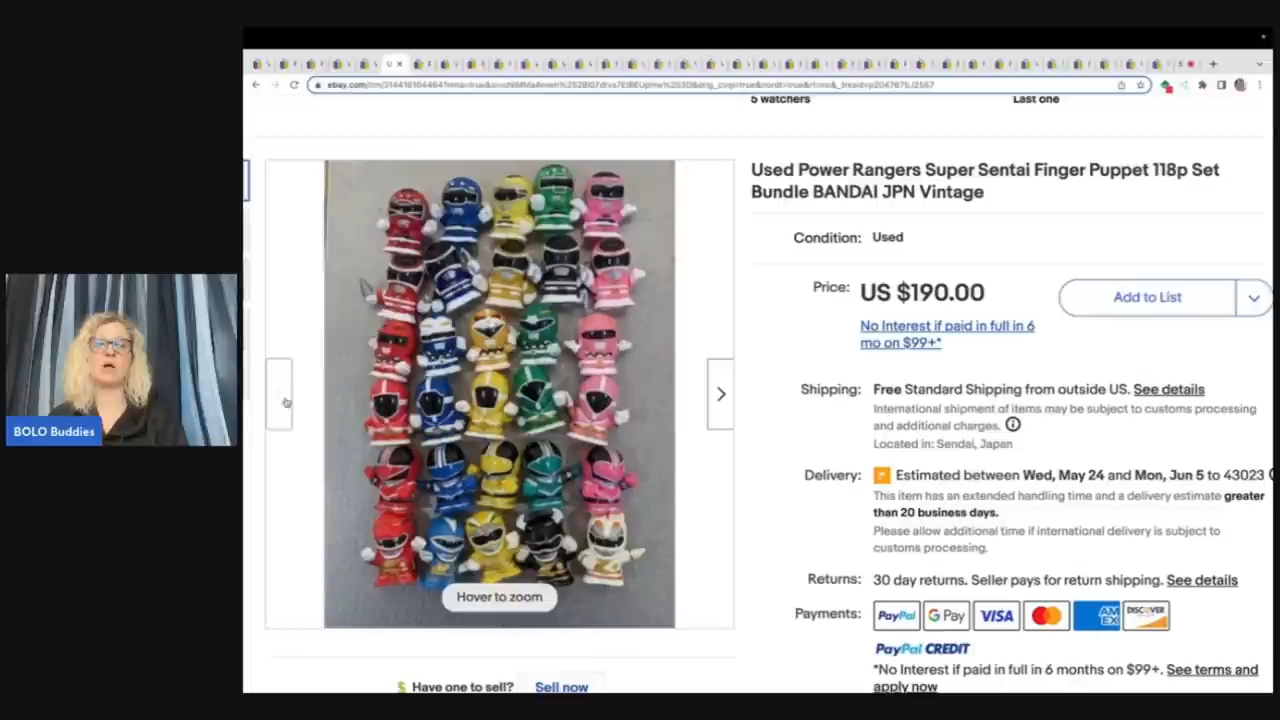 5 watchers
Last one
Used Power Rangers Super Sentai Finger Puppet 118p Set
Bundle BANDAI JPN Vintage
Condition: Used
Price: US $190.00
Add to List
No Interest if paid in full in 6
mo on $99+*
Shipping: Free Standard Shipping from outside US. See details
International shipment of items may be subject to customs processing
and additional charges.
Located in: Sendai, Japan
Delivery: Estimated between Wed, May 24 and Mon, Jun 5 to 43023
This item has an extended handling time and a delivery estimate greater
than 20 business days.
Please allow additional time if international delivery is subject to
customs processing.
Returns: 30 day returns. Seller pays for return shipping. See details
Payments: PayPal G Pay VISA AM EX DISCOVER
PayPal CREDIT
*No Interest if paid in full in 6 months on $99+. See terms and
apply now
Hover to zoom
Have one to sell? Sell now
BOLO Buddies